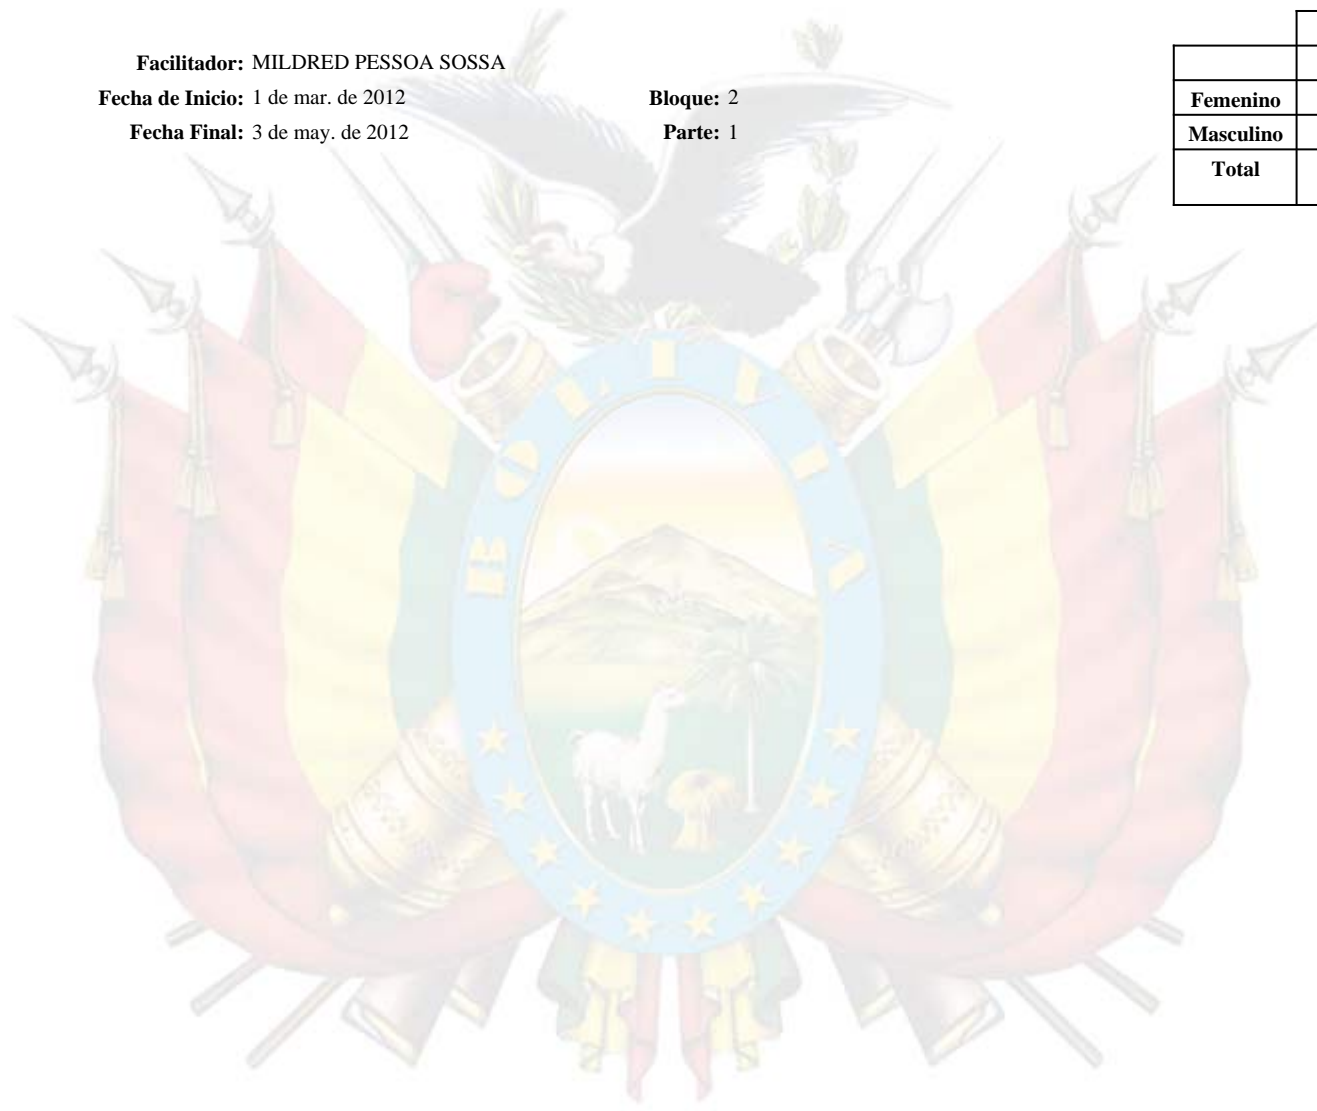 Facilitador: MILDRED PESSOA SOSSA
Fecha de Inicio: 1 de mar. de 2012 Bloque: 2
Fecha Final: 3 de may. de 2012 Parte: 1
Femenino
Masculino
Total
BOLIVIA